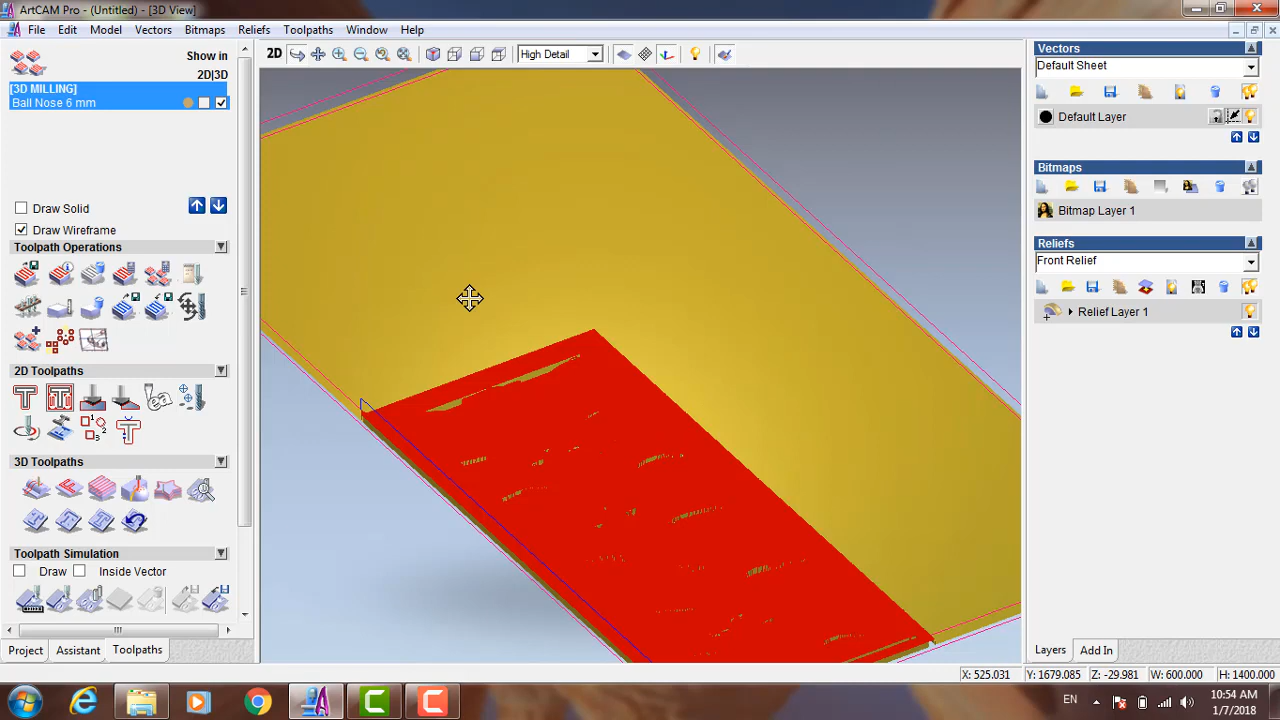 ArtCAM Pro - (Untitled) - [3D View]
File Edit Model Vectors Bitmaps Reliefs Toolpaths Window Help
Show in
2D|3D
[3D MILLING]
Ball Nose 6 mm
Draw Solid
Draw Wireframe
Toolpath Operations
2D Toolpaths
3D Toolpaths
Toolpath Simulation
Draw Inside Vector
Project Assistant Toolpaths
2D High Detail
Vectors
Default Sheet
Default Layer
Bitmaps
Bitmap Layer 1
Reliefs
Front Relief
Relief Layer 1
Layers Add In
X: 525.031 Y: 1679.085 Z: -29.981 W: 600.000 H: 1400.000
EN
10:54 AM
1/7/2018